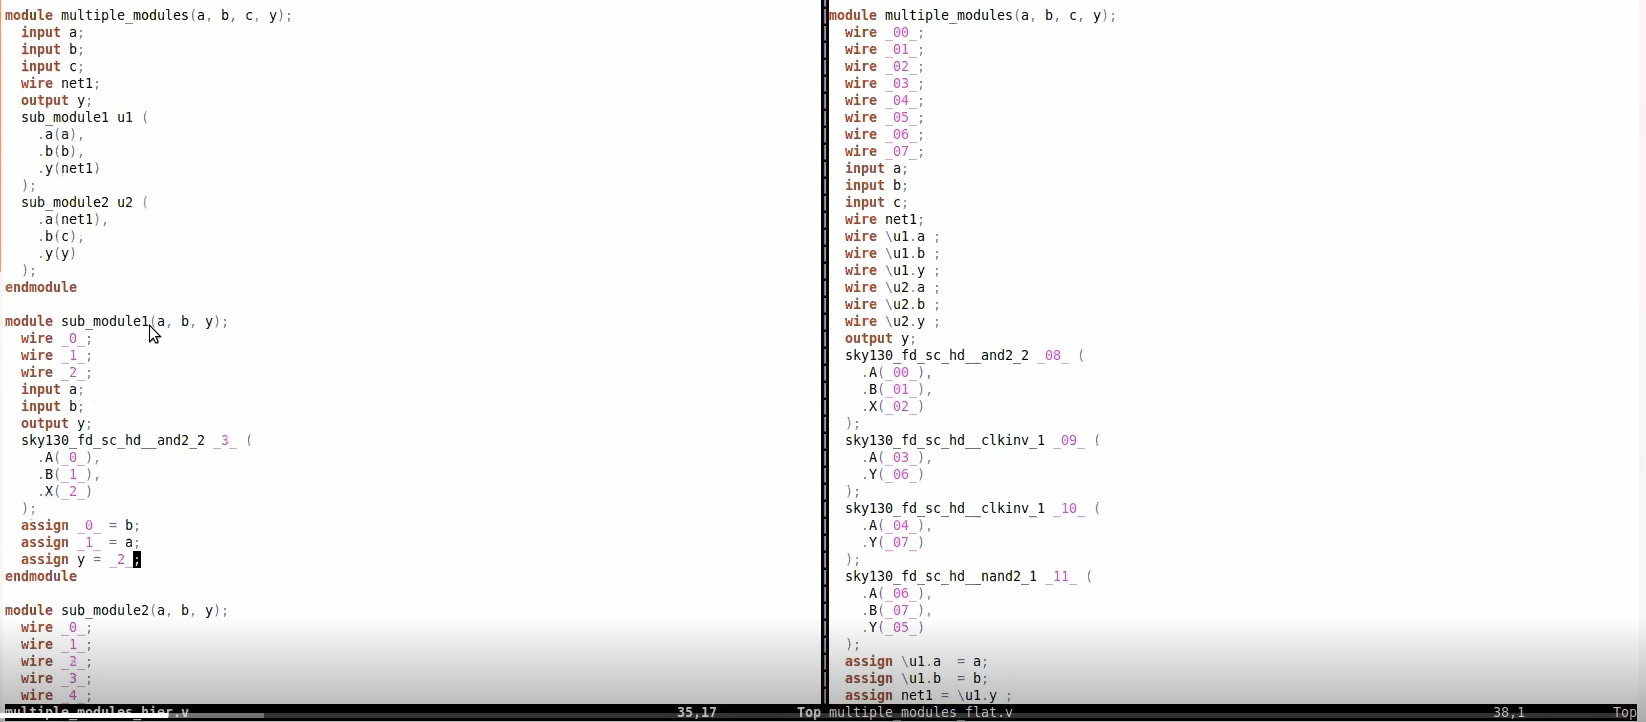 module multiple_modules(a, b, c, y);
  input a;
  input b;
  input c;
  wire net1;
  output y;
  sub_module1 u1 (
    .a(a),
    .b(b),
    .y(net1)
  );
  sub_module2 u2 (
    .a(net1),
    .b(c),
    .y(y)
  );
endmodule

module sub_module1(a, b, y);
  wire _0_;
  wire _1_;
  wire _2_;
  input a;
  input b;
  output y;
  sky130_fd_sc_hd__and2_2 _3_ (
    .A(_0_),
    .B(_1_),
    .X(_2_)
  );
  assign _0_ = b;
  assign _1_ = a;
  assign y = _2_;
endmodule

module sub_module2(a, b, y);
  wire _0_;
  wire _1_;
  wire _2_;
  wire _3_;
  wire _4_;
multiple_modules_hier.v 35,17 Top
module multiple_modules(a, b, c, y);
  wire _00_;
  wire _01_;
  wire _02_;
  wire _03_;
  wire _04_;
  wire _05_;
  wire _06_;
  wire _07_;
  input a;
  input b;
  input c;
  wire net1;
  wire \u1.a ;
  wire \u1.b ;
  wire \u1.y ;
  wire \u2.a ;
  wire \u2.b ;
  wire \u2.y ;
  output y;
  sky130_fd_sc_hd__and2_2 _08_ (
    .A(_00_),
    .B(_01_),
    .X(_02_)
  );
  sky130_fd_sc_hd__clkinv_1 _09_ (
    .A(_03_),
    .Y(_06_)
  );
  sky130_fd_sc_hd__clkinv_1 _10_ (
    .A(_04_),
    .Y(_07_)
  );
  sky130_fd_sc_hd__nand2_1 _11_ (
    .A(_06_),
    .B(_07_),
    .Y(_05_)
  );
  assign \u1.a  = a;
  assign \u1.b  = b;
  assign net1 = \u1.y ;
multiple_modules_flat.v 38,1 Top